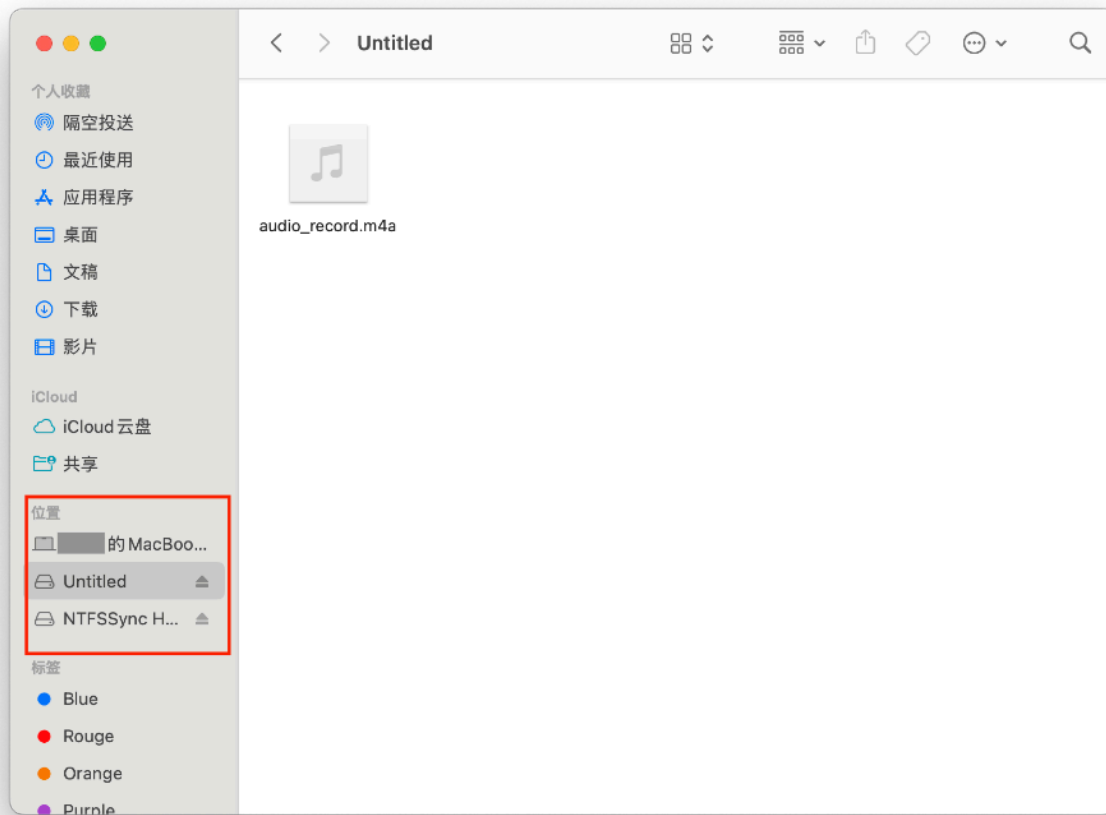 个人收藏
隔空投送
最近使用
应用程序
桌面
文稿
下载
影片
iCloud
iCloud 云盘
共享
位置
的 MacBoo...
Untitled
NTFSSync H...
标签
Blue
Rouge
Orange
Purple
Untitled
audio_record.m4a